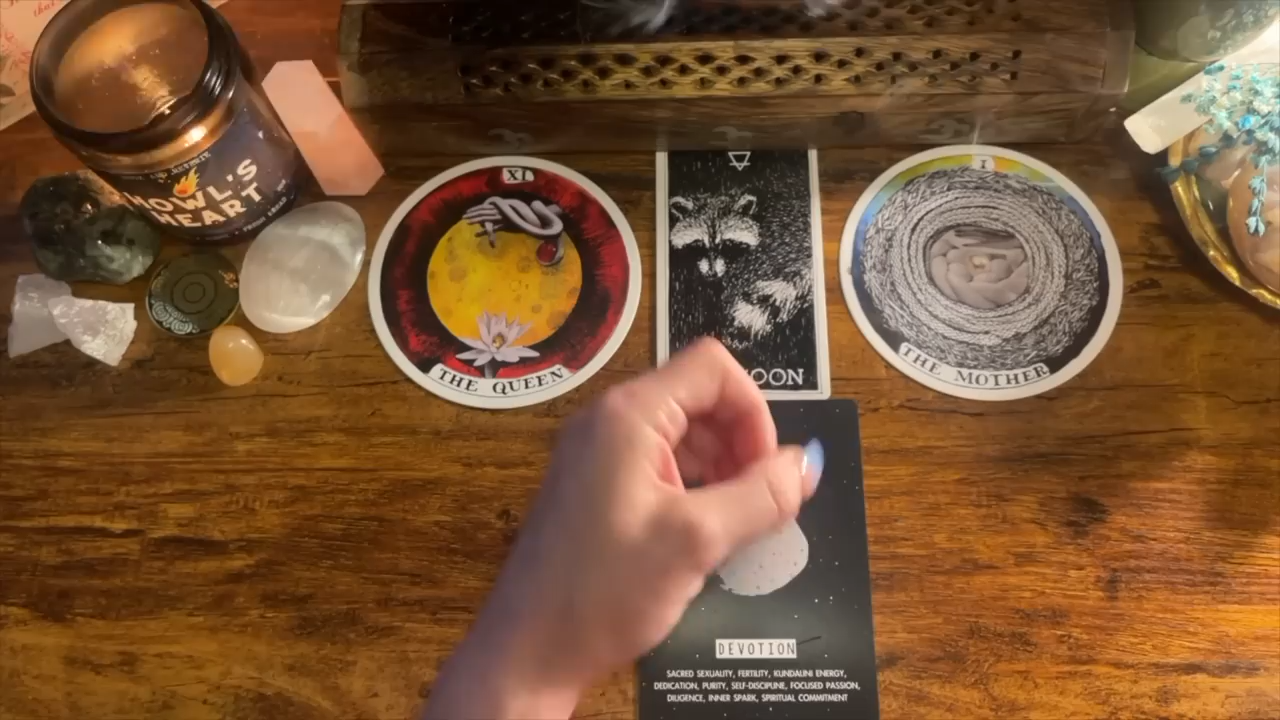 HOWL'S
HEART
XI
THE QUEEN
OON
I
THE MOTHER
DEVOTION
SACRED SEXUALITY, FERTILITY, KUNDALINI ENERGY,
DEDICATION, PURITY, SELF-DISCIPLINE, FOCUSED PASSION,
DILIGENCE, INNER SPARK, SPIRITUAL COMMITMENT